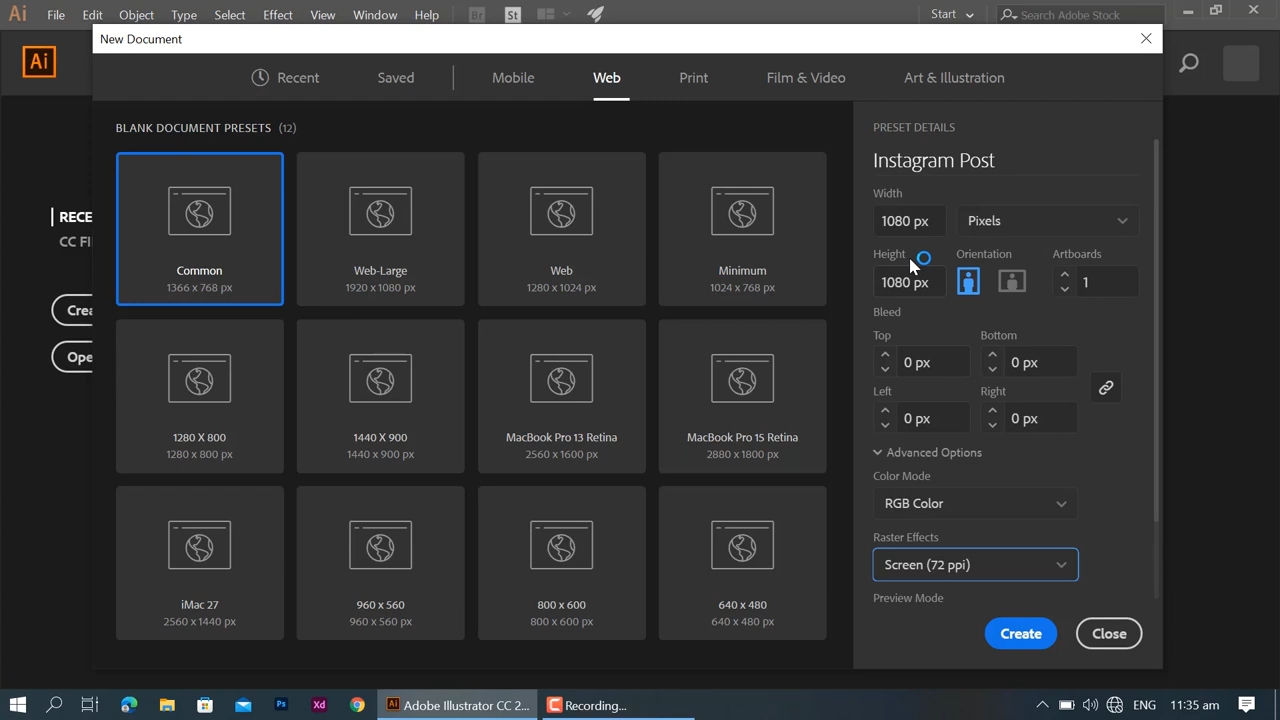 Ai File Edit Object Type Select Effect View Window Help Br St Start Search Adobe Stock
New Document
Ai
Recent Saved Mobile Web Print Film & Video Art & Illustration
BLANK DOCUMENT PRESETS (12)
Common
1366 x 768 px
Web-Large
1920 x 1080 px
Web
1280 x 1024 px
Minimum
1024 x 768 px
1280 X 800
1280 x 800 px
1440 X 900
1440 x 900 px
MacBook Pro 13 Retina
2560 x 1600 px
MacBook Pro 15 Retina
2880 x 1800 px
iMac 27
2560 x 1440 px
960 x 560
960 x 560 px
800 x 600
800 x 600 px
640 x 480
640 x 480 px
RECE
CC FI
Crea
Ope
PRESET DETAILS
Instagram Post
Width
1080 px Pixels
Height Orientation Artboards
1080 px 1
Bleed
Top Bottom
0 px 0 px
Left Right
0 px 0 px
Advanced Options
Color Mode
RGB Color
Raster Effects
Screen (72 ppi)
Preview Mode
Create Close
Ps Xd Ai Adobe Illustrator CC 2... Recording... ENG 11:35 am